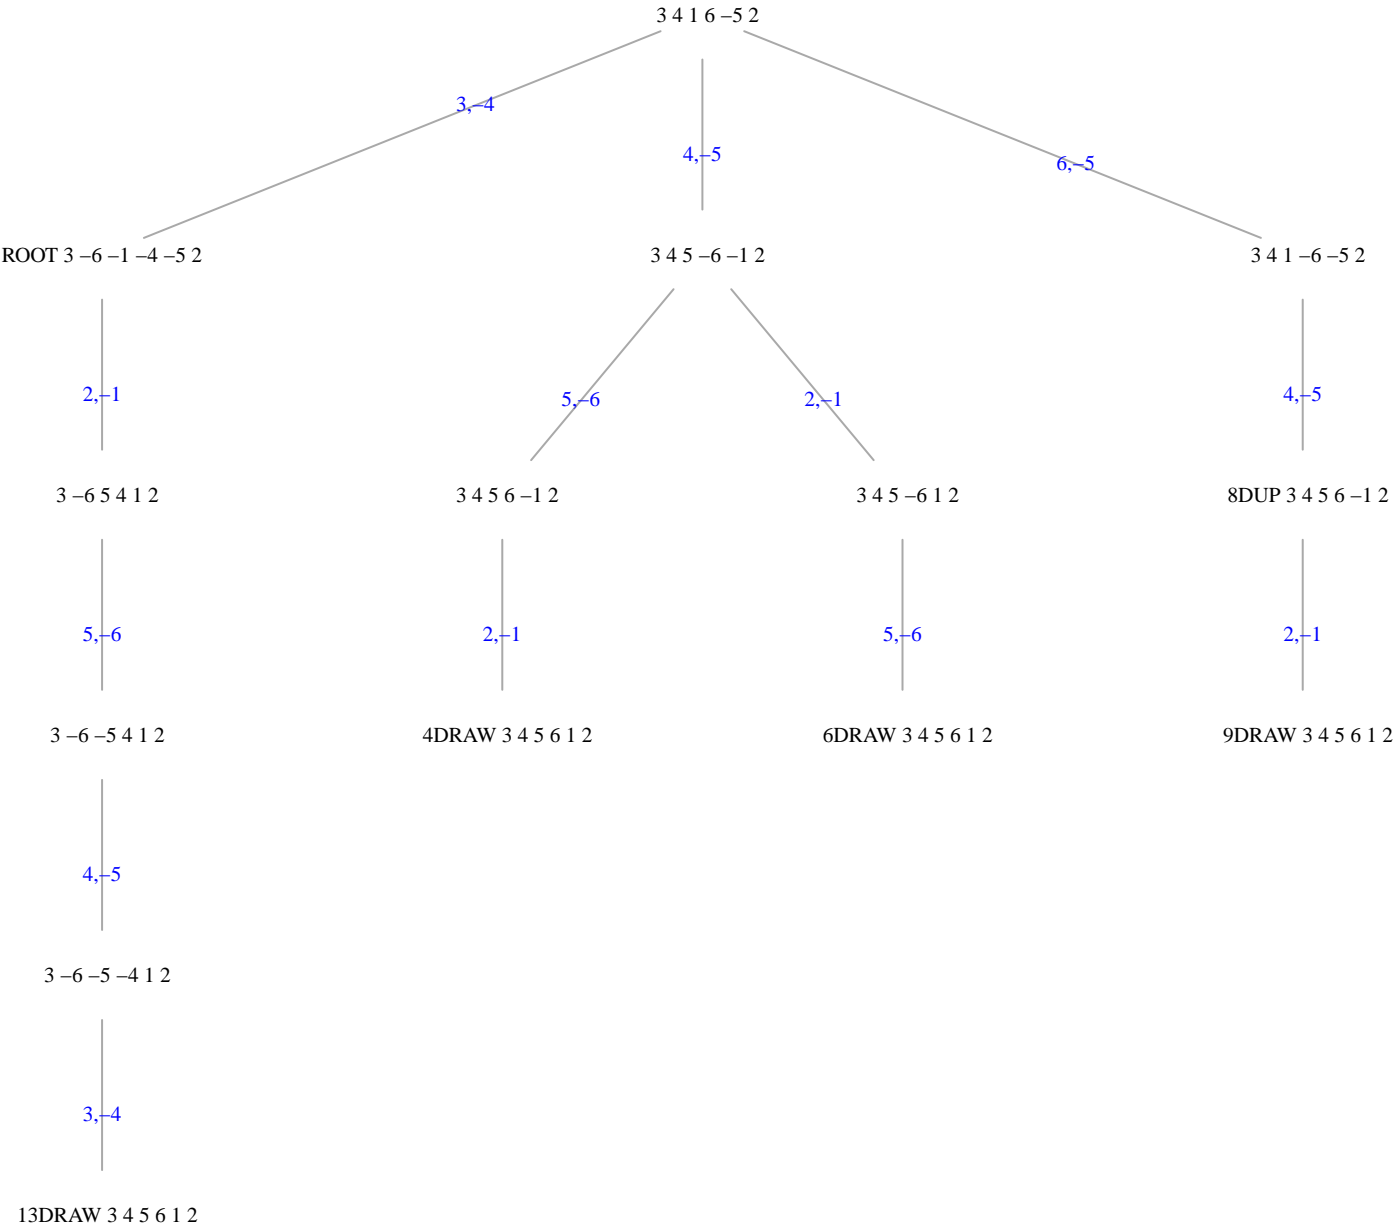 3 4 1 6 –5 2
3,–4
4,–5
6,–5
ROOT 3 –6 –1 –4 –5 2
3 4 5 –6 –1 2
3 4 1 –6 –5 2
2,–1
5,–6
2,–1
4,–5
3 –6 5 4 1 2
3 4 5 6 –1 2
3 4 5 –6 1 2
8DUP 3 4 5 6 –1 2
5,–6
2,–1
5,–6
2,–1
3 –6 –5 4 1 2
4DRAW 3 4 5 6 1 2
6DRAW 3 4 5 6 1 2
9DRAW 3 4 5 6 1 2
4,–5
3 –6 –5 –4 1 2
3,–4
13DRAW 3 4 5 6 1 2